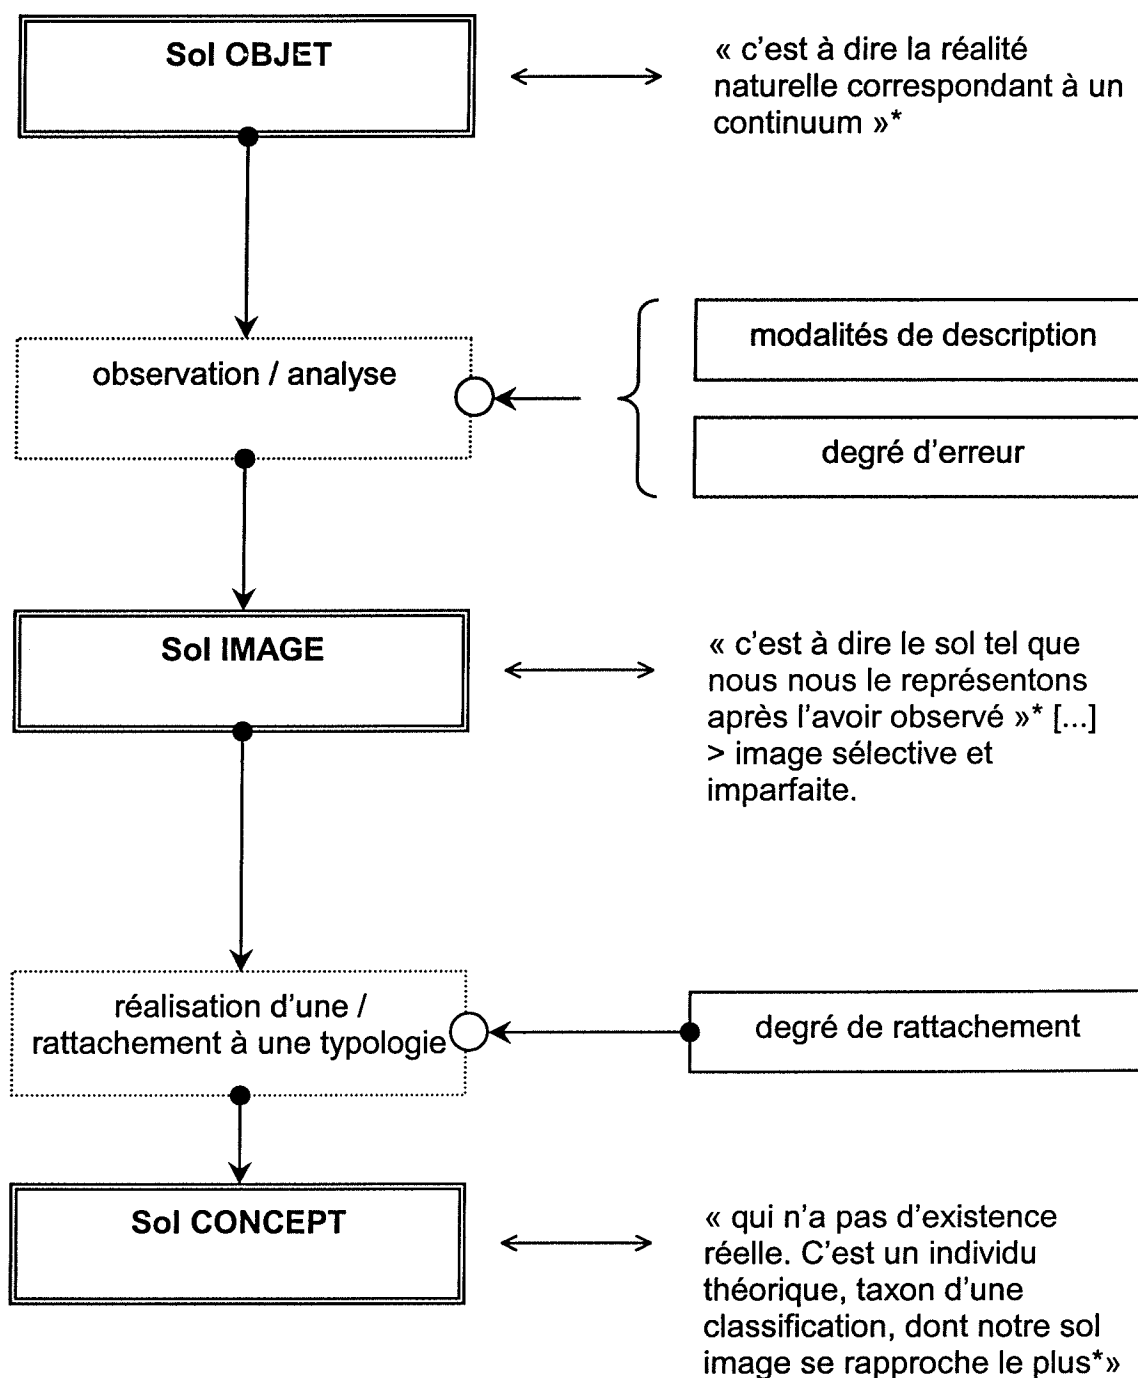 Sol OBJET
« c'est à dire la réalité
naturelle correspondant à un
continuum »*
modalités de description
observation / analyse
degré d'erreur
Sol IMAGE
« c'est à dire le sol tel que
nous nous le représentons
après l'avoir observé »* [...]
> image sélective et
imparfaite.
réalisation d'une /
rattachement à une typologie
degré de rattachement
Sol CONCEPT
« qui n'a pas d'existence
réelle. C'est un individu
théorique, taxon d'une
classification, dont notre sol
image se rapproche le plus*»